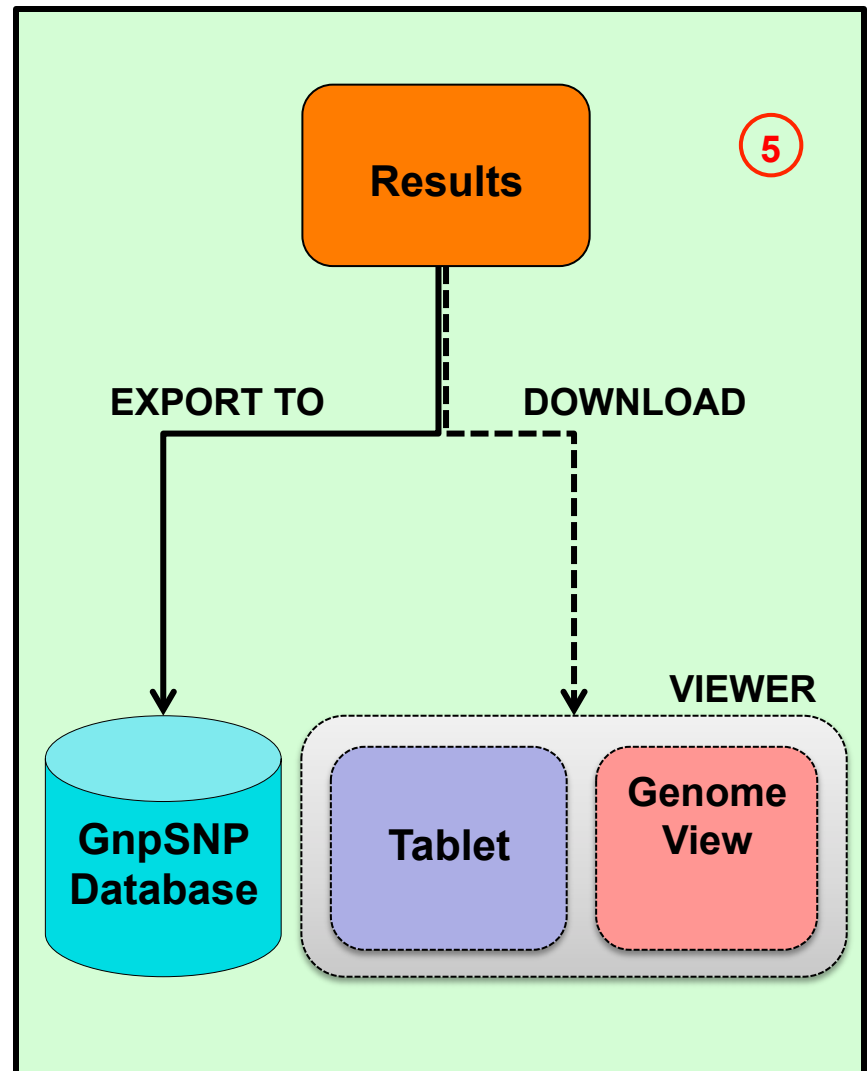 Results
5
EXPORT TO
DOWNLOAD
VIEWER
GnpSNP
Database
Tablet
Genome
View